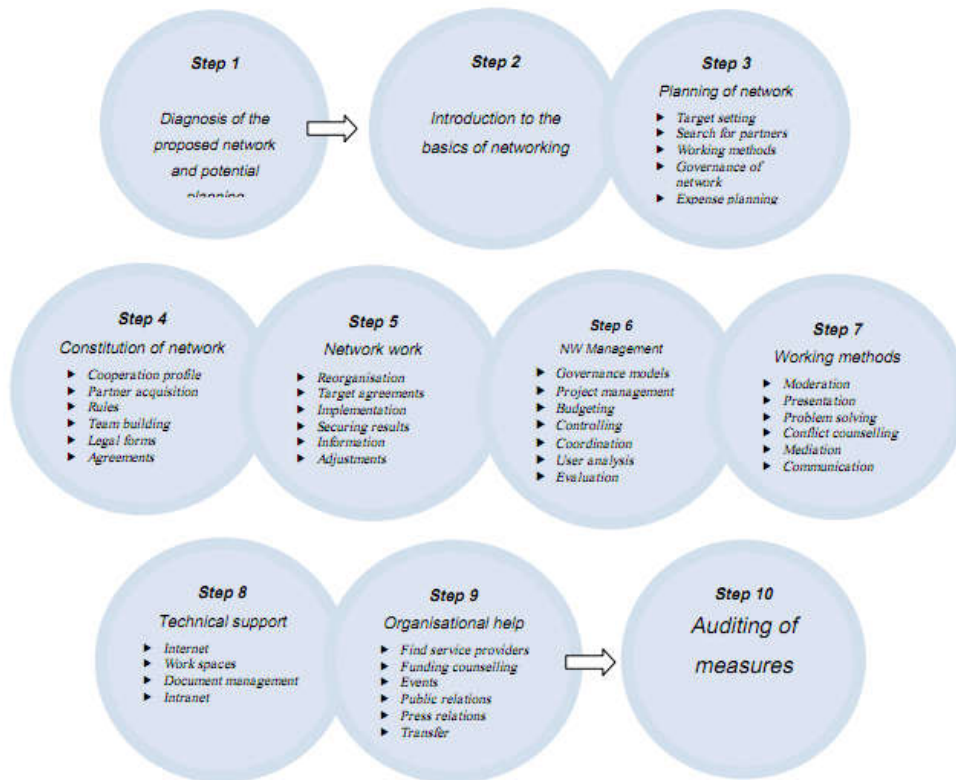 Step 1
Diagnosis of the
proposed network
and potential
planning
Step 2
Introduction to the
basics of networking
Step 3
Planning of network
► Target setting
► Search for partners
► Working methods
► Governance of
network
► Expense planning
Step 4
Constitution of network
► Cooperation profile
► Partner acquisition
► Rules
► Team building
► Legal forms
► Agreements
Step 5
Network work
► Reorganisation
► Target agreements
► Implementation
► Securing results
► Information
► Adjustments
Step 6
NW Management
► Governance models
► Project management
► Budgeting
► Controlling
► Coordination
► User analysis
► Evaluation
Step 7
Working methods
► Moderation
► Presentation
► Problem solving
► Conflict counselling
► Mediation
► Communication
Step 8
Technical support
► Internet
► Work spaces
► Document management
► Intranet
Step 9
Organisational help
► Find service providers
► Funding counselling
► Events
► Public relations
► Press relations
► Transfer
Step 10
Auditing of
measures